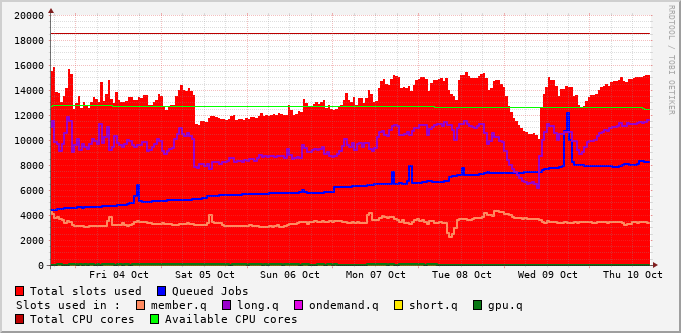 20000
18000
16000
14000
12000
10000
8000
6000
4000
2000
0
Fri 04 Oct Sat 05 Oct Sun 06 Oct Mon 07 Oct Tue 08 Oct Wed 09 Oct Thu 10 Oct
RRDTOOL / TOBI OETIKER
Total slots used Queued Jobs
Slots used in : member.q long.q ondemand.q short.q gpu.q
Total CPU cores Available CPU cores